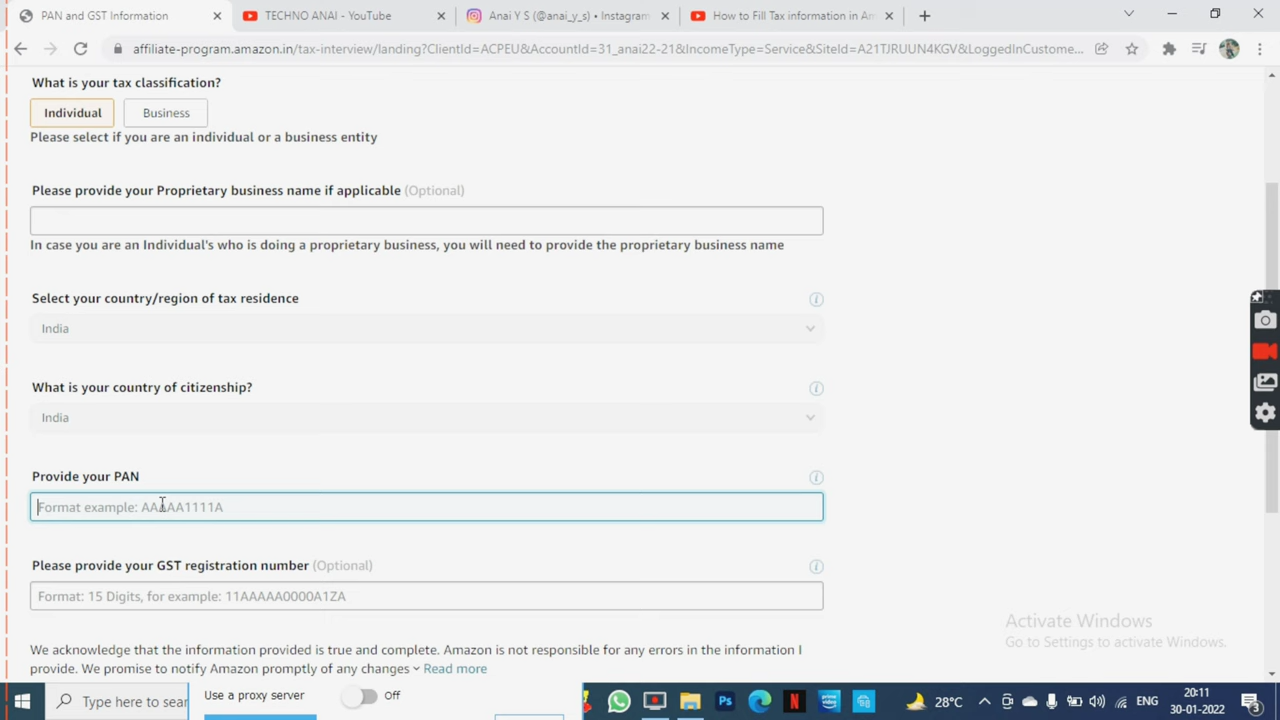 PAN and GST Information
TECHNO ANAI - YouTube
Anai Y S (@anai_y_s) • Instagram
How to Fill Tax information in Am
affiliate-program.amazon.in/tax-interview/landing?ClientId=ACPEU&AccountId=31_anai22-21&IncomeType=Service&SiteId=A21TJRUUN4KGV&LoggedInCustome...
What is your tax classification?
Individual Business
Please select if you are an individual or a business entity
Please provide your Proprietary business name if applicable (Optional)
In case you are an Individual's who is doing a proprietary business, you will need to provide the proprietary business name
Select your country/region of tax residence
India
What is your country of citizenship?
India
Provide your PAN
Format example: AAAAA1111A
Please provide your GST registration number (Optional)
Format: 15 Digits, for example: 11AAAAA0000A1ZA
We acknowledge that the information provided is true and complete. Amazon is not responsible for any errors in the information I
provide. We promise to notify Amazon promptly of any changes Read more
Activate Windows
Go to Settings to activate Windows.
Type here to sear
Use a proxy server
Off
Ps
N
prime video
28°C
ENG
20:11
30-01-2022
3